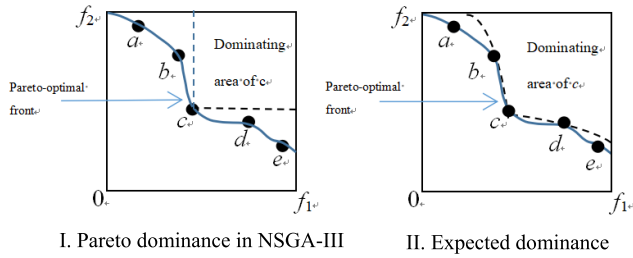 f₂
a
b
c
d
e
Dominating
area of c
Pareto-optimal
front
0
f₁
I. Pareto dominance in NSGA-III
f₂
a
b
c
d
e
Dominating
area of c
Pareto-optimal
front
0
f₁
II. Expected dominance